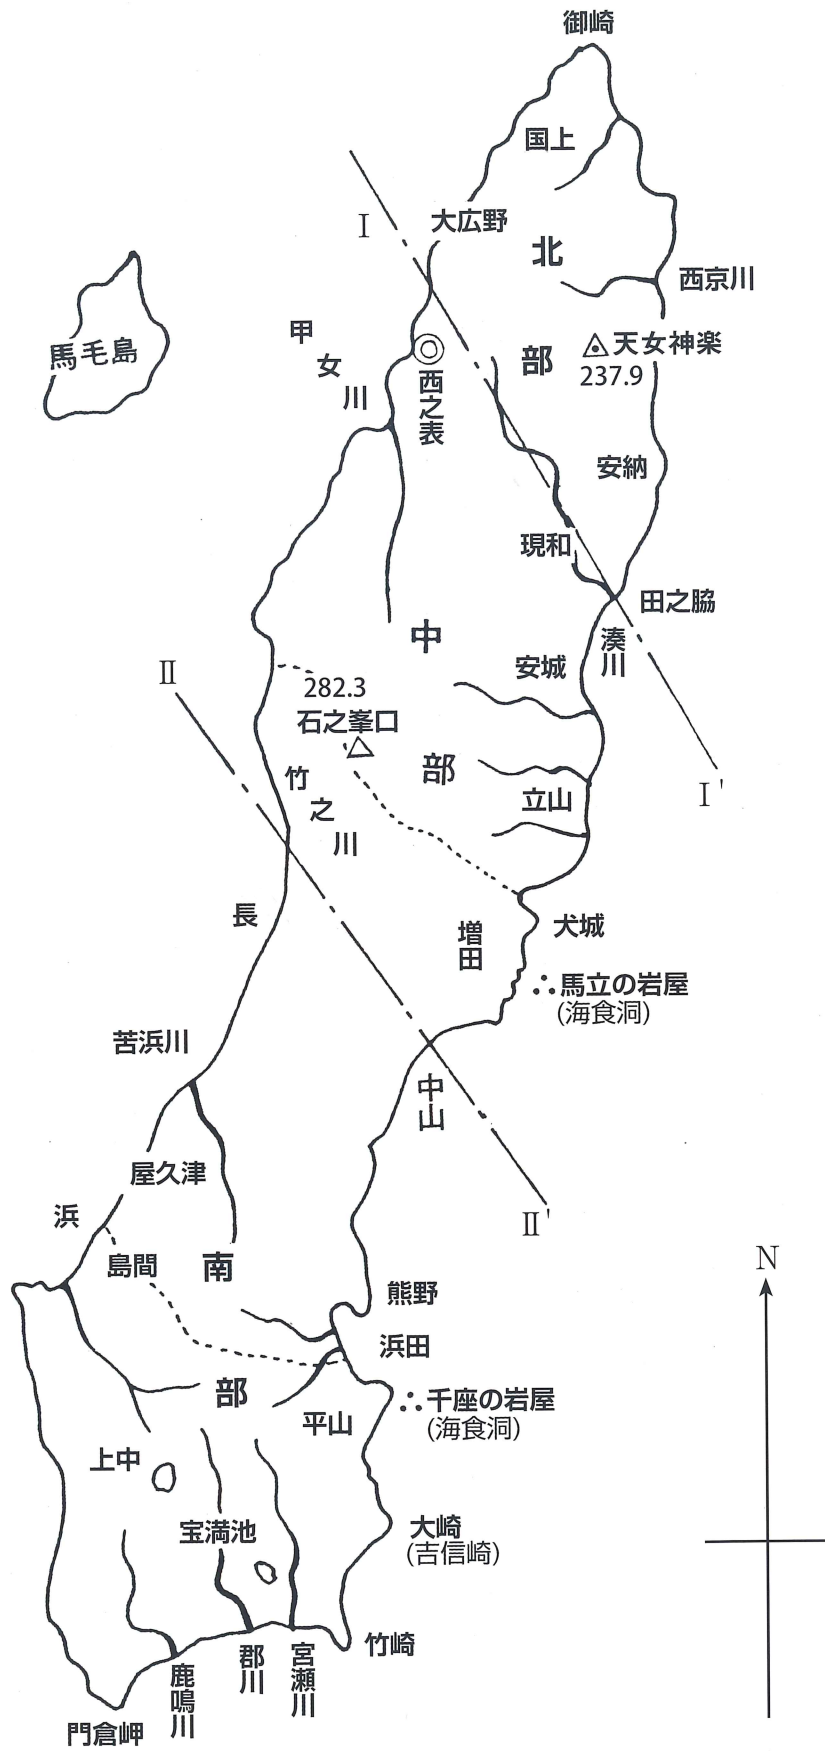 御崎
国上
大広野
I
北
西京川
部
天女神楽
237.9
馬毛島
甲女川
西之表
安納
現和
田之脇
湊川
中
安城
II
282.3
石之峯口
部
竹之川
立山
I'
長
増田
犬城
馬立の岩屋
(海食洞)
苫浜川
中山
屋久津
浜
II'
島間
南
N
熊野
浜田
部
千座の岩屋
(海食洞)
平山
上中
大崎
(吉信崎)
宝満池
竹崎
鹿鳴川
郡川
宮瀬川
門倉岬